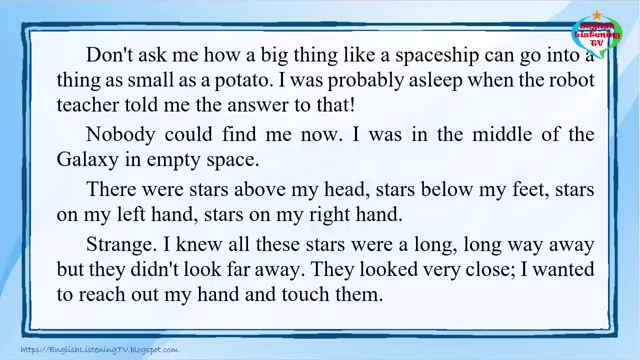 English
Listening
TV
Don't ask me how a big thing like a spaceship can go into a
thing as small as a potato. I was probably asleep when the robot
teacher told me the answer to that!
Nobody could find me now. I was in the middle of the
Galaxy in empty space.
There were stars above my head, stars below my feet, stars
on my left hand, stars on my right hand.
Strange. I knew all these stars were a long, long way away
but they didn't look far away. They looked very close; I wanted
to reach out my hand and touch them.
https://EnglishListeningTV.blogspot.com